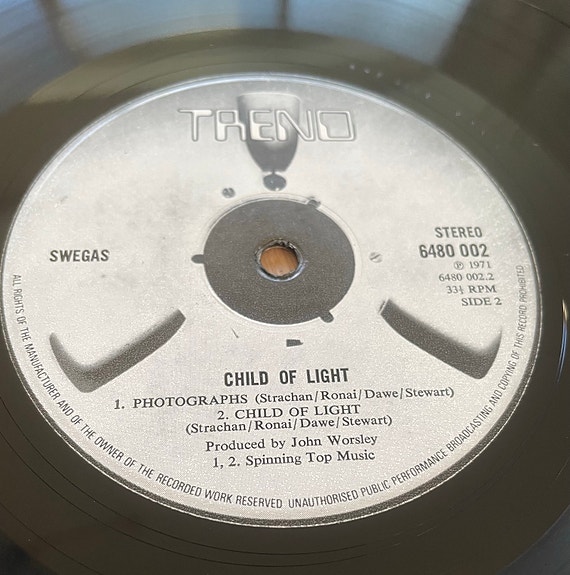 TREND
SWEGAS
STEREO
6480 002
Ⓟ 1971
6480 002.2
33⅓ RPM
SIDE 2
CHILD OF LIGHT
1. PHOTOGRAPHS (Strachan/Ronai/Dawe/Stewart)
2. CHILD OF LIGHT
(Strachan/Ronai/Dawe/Stewart)
Produced by John Worsley
1, 2. Spinning Top Music
ALL RIGHTS OF THE MANUFACTURER AND OF THE OWNER OF THE RECORDED WORK RESERVED UNAUTHORISED PUBLIC PERFORMANCE BROADCASTING AND COPYING OF THIS RECORD PROHIBITED